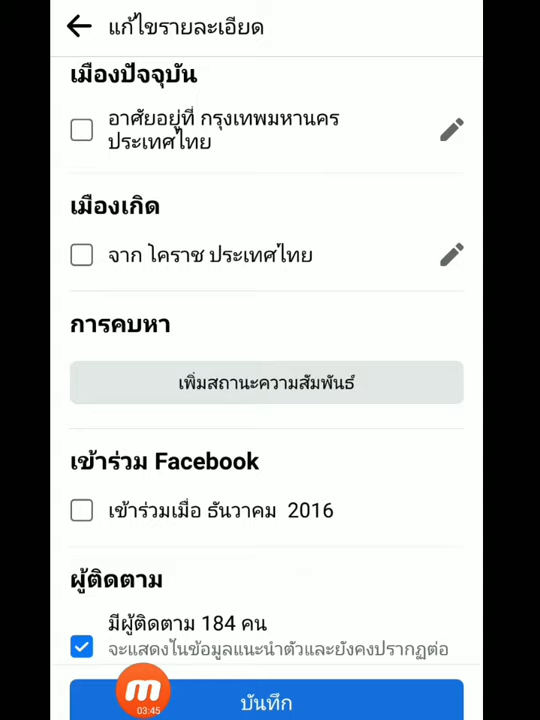 แก้ไขรายละเอียด
เมืองปัจจุบัน
อาศัยอยู่ที่ กรุงเทพมหานคร
ประเทศไทย
เมืองเกิด
จาก โคราช ประเทศไทย
การคบหา
เพิ่มสถานะความสัมพันธ์
เข้าร่วม Facebook
เข้าร่วมเมื่อ ธันวาคม 2016
ผู้ติดตาม
มีผู้ติดตาม 184 คน
จะแสดงในข้อมูลแนะนำตัวและยังคงปรากฏต่อ
บันทึก
03:45